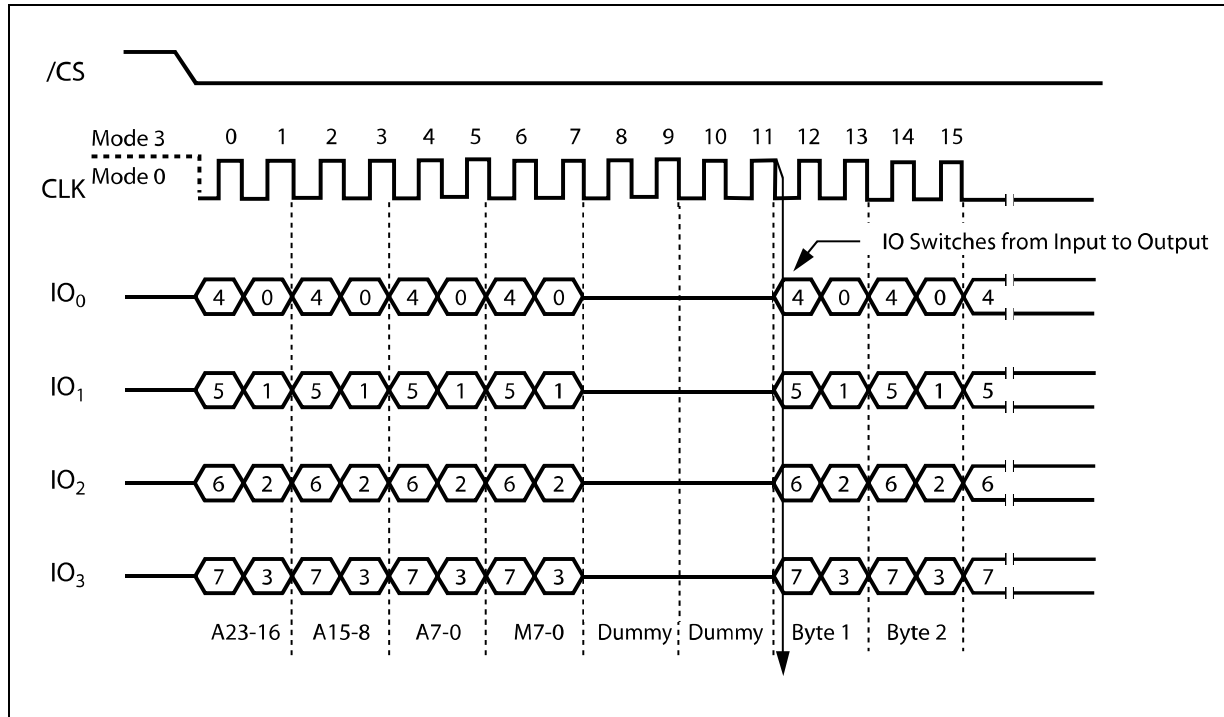 /CS
Mode 3
0 1 2 3 4 5 6 7 8 9 10 11 12 13 14 15
Mode 0
CLK
IO Switches from Input to Output
IO0 4 0 4 0 4 0 4 0 4 0 4 0 4
IO1 5 1 5 1 5 1 5 1 5 1 5 1 5
IO2 6 2 6 2 6 2 6 2 6 2 6 2 6
IO3 7 3 7 3 7 3 7 3 7 3 7 3 7
A23-16 A15-8 A7-0 M7-0 Dummy Dummy Byte 1 Byte 2